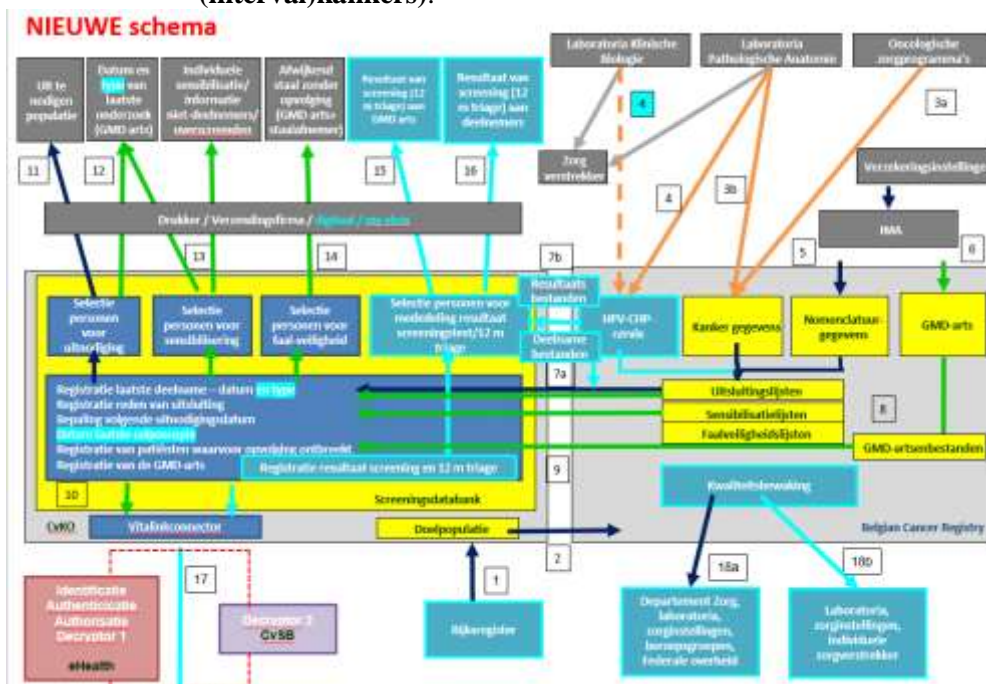 (interval)kankers).
NIEUWE schema
Uit te
nodigen
populatie
Datum en
type van
laatste
onderzoek
(GMD arts)
Individuele
sensibilisatie/
informatie
niet-deelnemers/
Afwijkend
staal zonder
opvolging
(GMD arts+
staalafnemer)
Resultaat van
screening (12
m triage) aan
GMD arts
Resultaat van
screening (12
m triage) aan
deelnemers
Laboratoria Klinische
Biologie
Laboratoria
Pathologische Anatomie
Oncologische
zorgprogramma's
4
3a
Zorg
verstrekker
Verzekeringsinstellingen
11
12
15
16
4
3b
Drukker / Verzendingsfirma /
IMA
13
14
7b
5
6
Selectie
personen
voor
uitnodiging
Selectie
personen voor
sensibilisering
Selectie
personen voor
faal-veiligheid
Selectie personen voor
mededeling resultaat
screeningstest/12 m
triage
Resultaats
bestanden
Deelname
bestanden
Kanker gegevens
Nomenclatuur-
gegevens
GMD-arts
7a
Registratie laatste deelname – datum en type
Registratie reden van uitsluiting
Bepaling volgende uitnodigingsdatum
Registratie van patiënten waarvoor opvolging ontbreekt
Registratie van de GMD-arts
Registratie resultaat screening en 12 m triage
Uitsluitingslijsten
Sensibilisatielijsten
Faalveiligheidslijsten
8
GMD-artsenbestanden
10
9
Screeningsdatabank
Kwaliteitsbewaking
CvKO
Vitalinkconnector
Doelpopulatie
Belgian Cancer Registry
17
1
2
18a
18b
Identificatie
Authenticatie
Authorisatie
Decryptor 1
eHealth
Decryptor 2
CvSB
Rijksregister
Departement Zorg,
laboratoria,
zorginstellingen,
beroepsgroepen,
Federale overheid
Laboratoria,
zorginstellingen,
individuele
zorgverstrekker